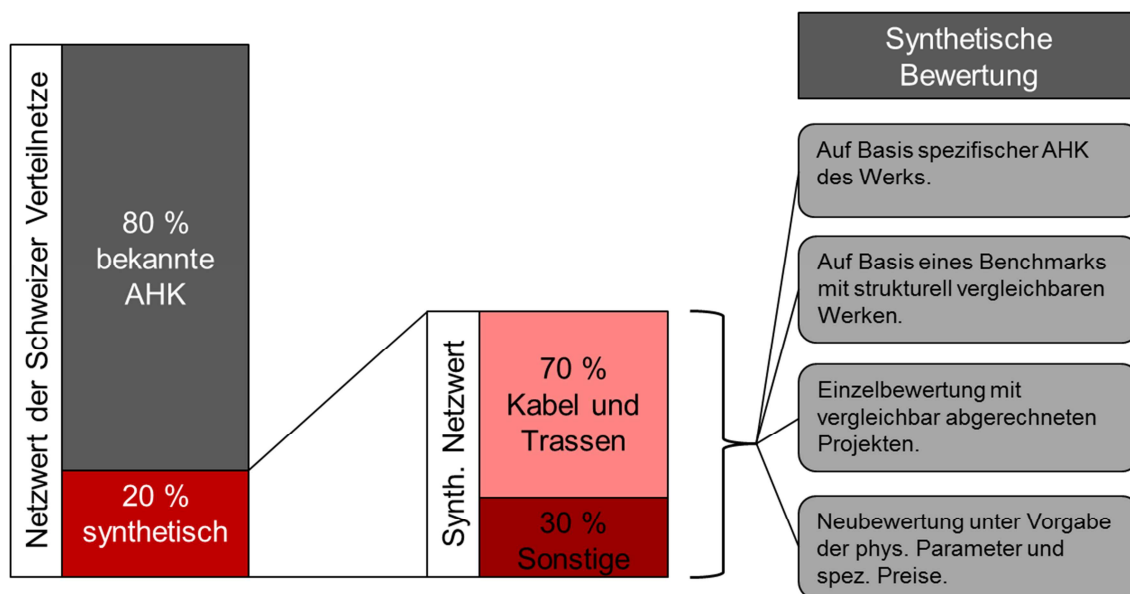 Netzwert der Schweizer Verteilnetze
80 %
bekannte
AHK
20 %
synthetisch
Synth. Netzwert
70 %
Kabel und
Trassen
30 %
Sonstige
Synthetische
Bewertung
Auf Basis spezifischer AHK
des Werks.
Auf Basis eines Benchmarks
mit strukturell vergleichbaren
Werken.
Einzelbewertung mit
vergleichbar abgerechneten
Projekten.
Neubewertung unter Vorgabe
der phys. Parameter und
spez. Preise.